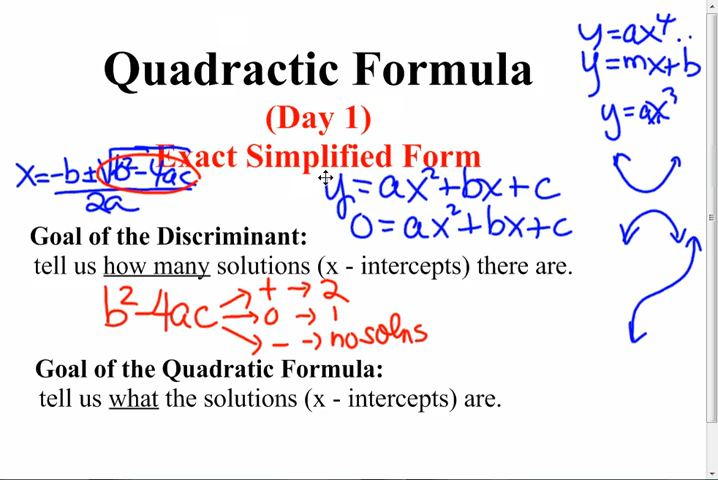 y=ax⁴..
Quadractic Formula
y=mx+b
(Day 1)
y=ax³
Exact Simplified Form
x=-b±√b²-4ac
2a
y=ax²+bx+c
0=ax²+bx+c
Goal of the Discriminant:
tell us how many solutions (x - intercepts) there are.
b²-4ac → + → 2
→ 0 → 1
→ - → no solns
Goal of the Quadratic Formula:
tell us what the solutions (x - intercepts) are.